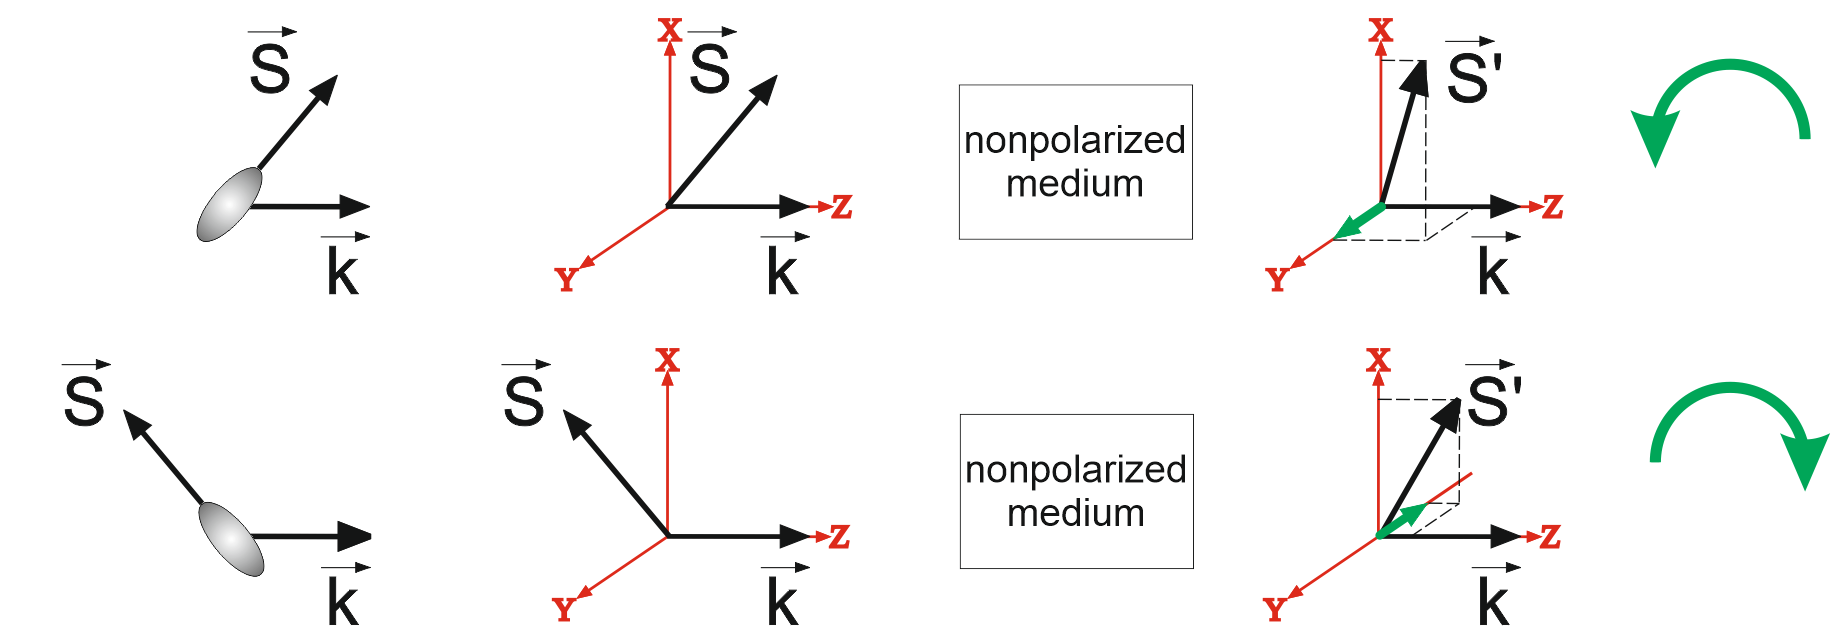 S
k
X
S
Z
Y
k
nonpolarized
medium
X
S'
Z
Y
k
S
k
X
S
Z
Y
k
nonpolarized
medium
X
S'
Z
Y
k